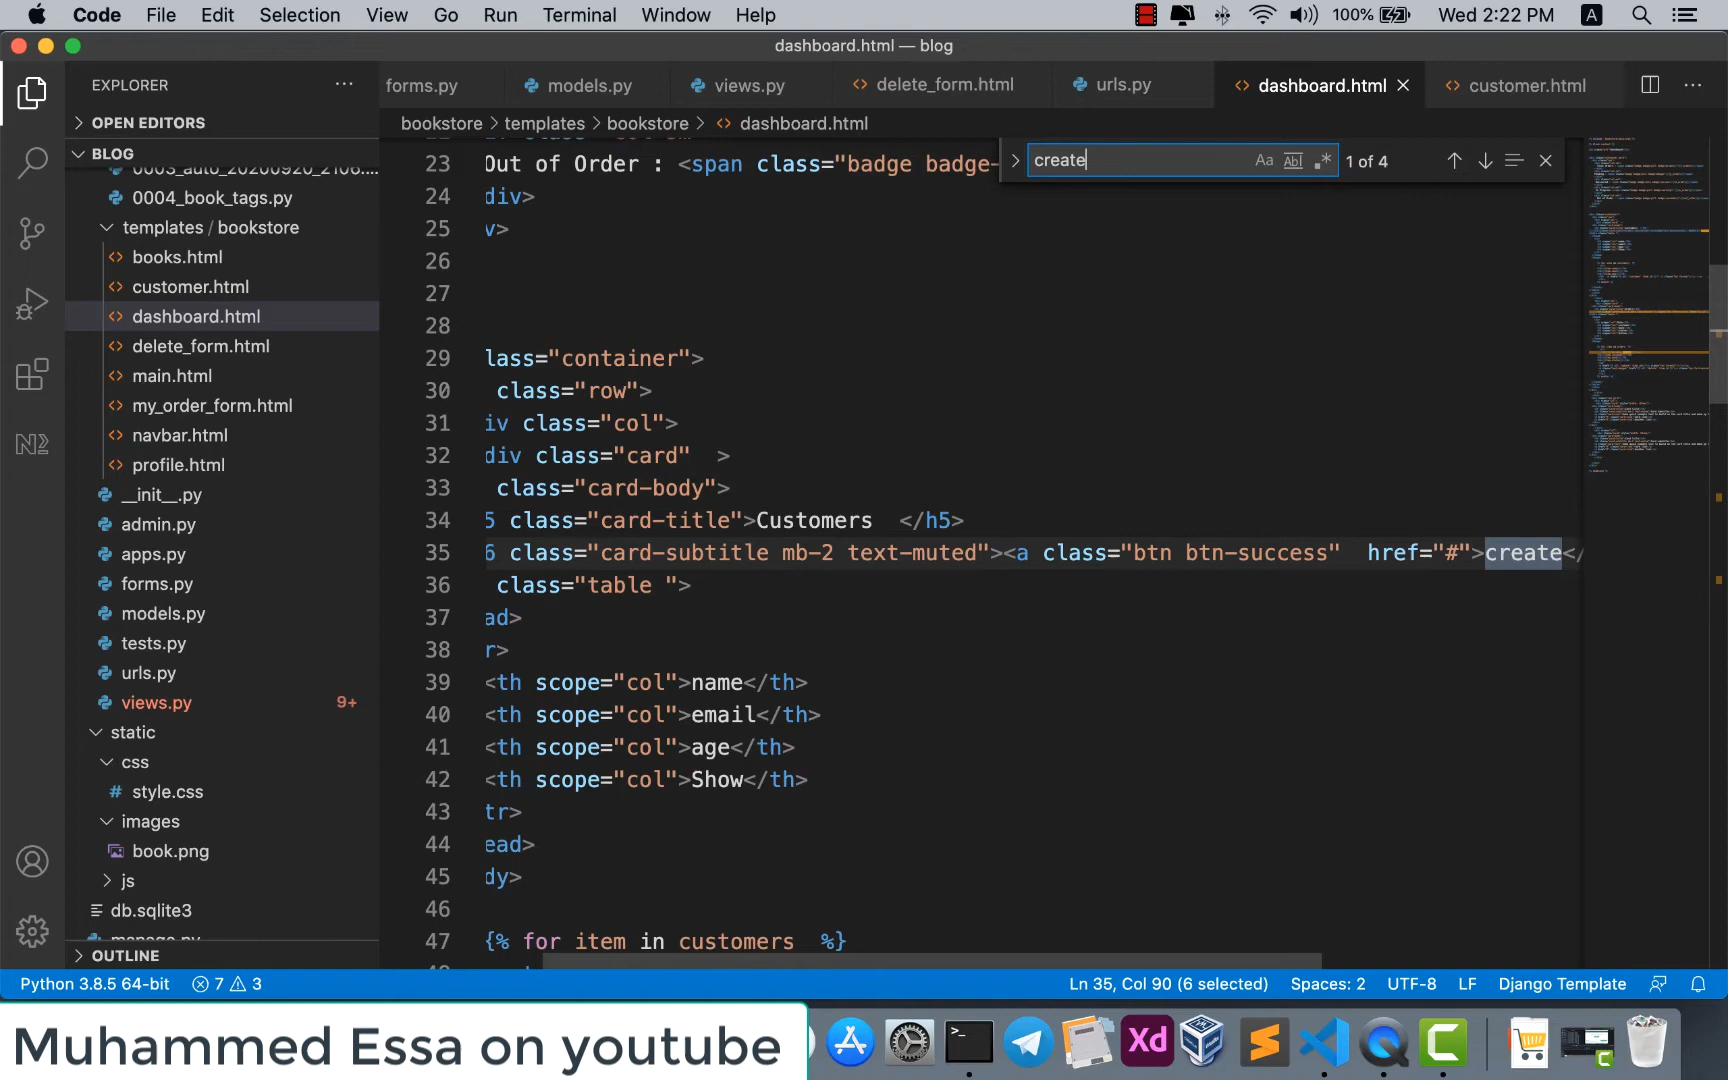 Code File Edit Selection View Go Run Terminal Window Help 100% Wed 2:22 PM A
dashboard.html — blog
EXPLORER ...
forms.py models.py views.py delete_form.html urls.py dashboard.html customer.html
OPEN EDITORS
bookstore > templates > bookstore > dashboard.html
BLOG
create Aa Abl .* 1 of 4
0003_auto_20200920_2106....
0004_book_tags.py
templates / bookstore
books.html
customer.html
dashboard.html
delete_form.html
main.html
my_order_form.html
navbar.html
profile.html
__init__.py
admin.py
apps.py
forms.py
models.py
tests.py
urls.py
views.py 9+
static
css
# style.css
images
book.png
js
db.sqlite3
manage.py
OUTLINE
23 Out of Order : <span class="badge badge-
24 div>
25 v>
26
27
28
29 lass="container">
30 class="row">
31 iv class="col">
32 div class="card" >
33 class="card-body">
34 5 class="card-title">Customers </h5>
35 6 class="card-subtitle mb-2 text-muted"><a class="btn btn-success" href="#">create</
36 class="table ">
37 ad>
38 r>
39 <th scope="col">name</th>
40 <th scope="col">email</th>
41 <th scope="col">age</th>
42 <th scope="col">Show</th>
43 tr>
44 ead>
45 dy>
46
47 {% for item in customers %}
Python 3.8.5 64-bit 7 3 Ln 35, Col 90 (6 selected) Spaces: 2 UTF-8 LF Django Template
Muhammed Essa on youtube
Xd